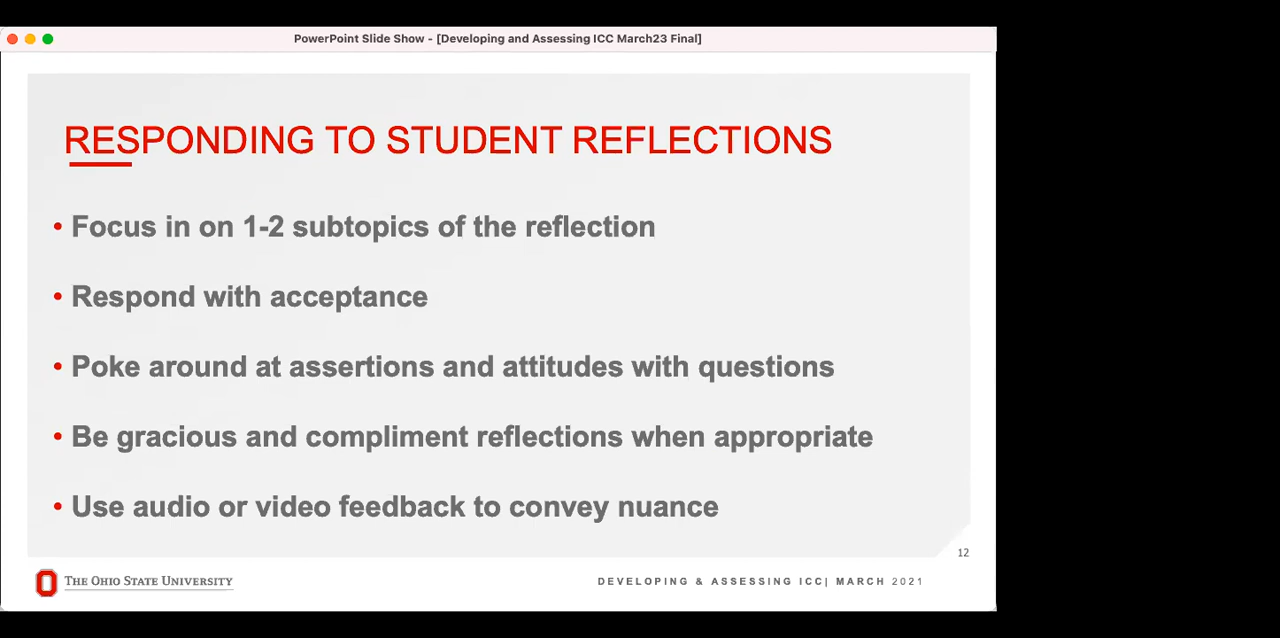 PowerPoint Slide Show - [Developing and Assessing ICC March23 Final]
RESPONDING TO STUDENT REFLECTIONS
• Focus in on 1-2 subtopics of the reflection
• Respond with acceptance
• Poke around at assertions and attitudes with questions
• Be gracious and compliment reflections when appropriate
• Use audio or video feedback to convey nuance
12
THE OHIO STATE UNIVERSITY
DEVELOPING & ASSESSING ICC| MARCH 2021